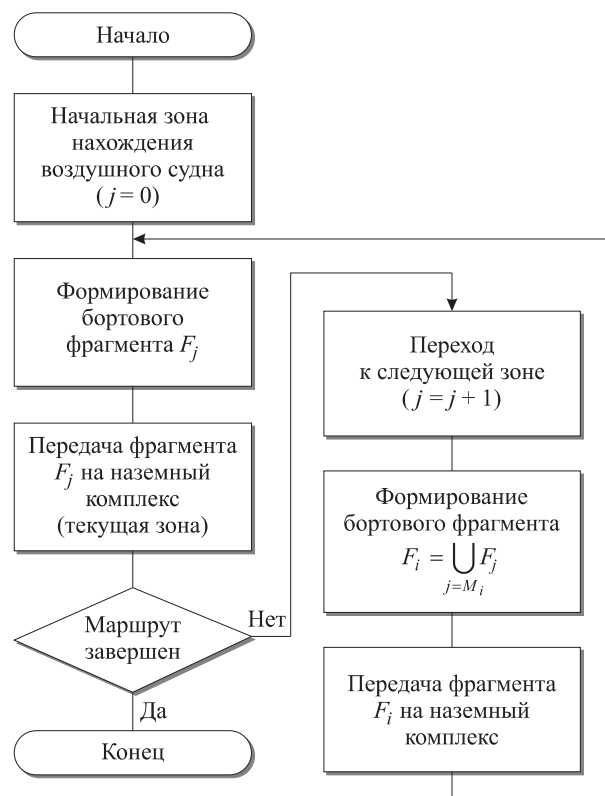 Начало
Начальная зона
нахождения
воздушного судна
(j = 0)
Формирование
бортового
фрагмента Fj
Передача фрагмента
Fj на наземный
комплекс
(текущая зона)
Маршрут
завершен
Нет
Да
Конец
Переход
к следующей зоне
(j = j + 1)
Формирование
бортового фрагмента
Fi = ⋃ Fj
j=Mi
Передача фрагмента
Fi на наземный
комплекс